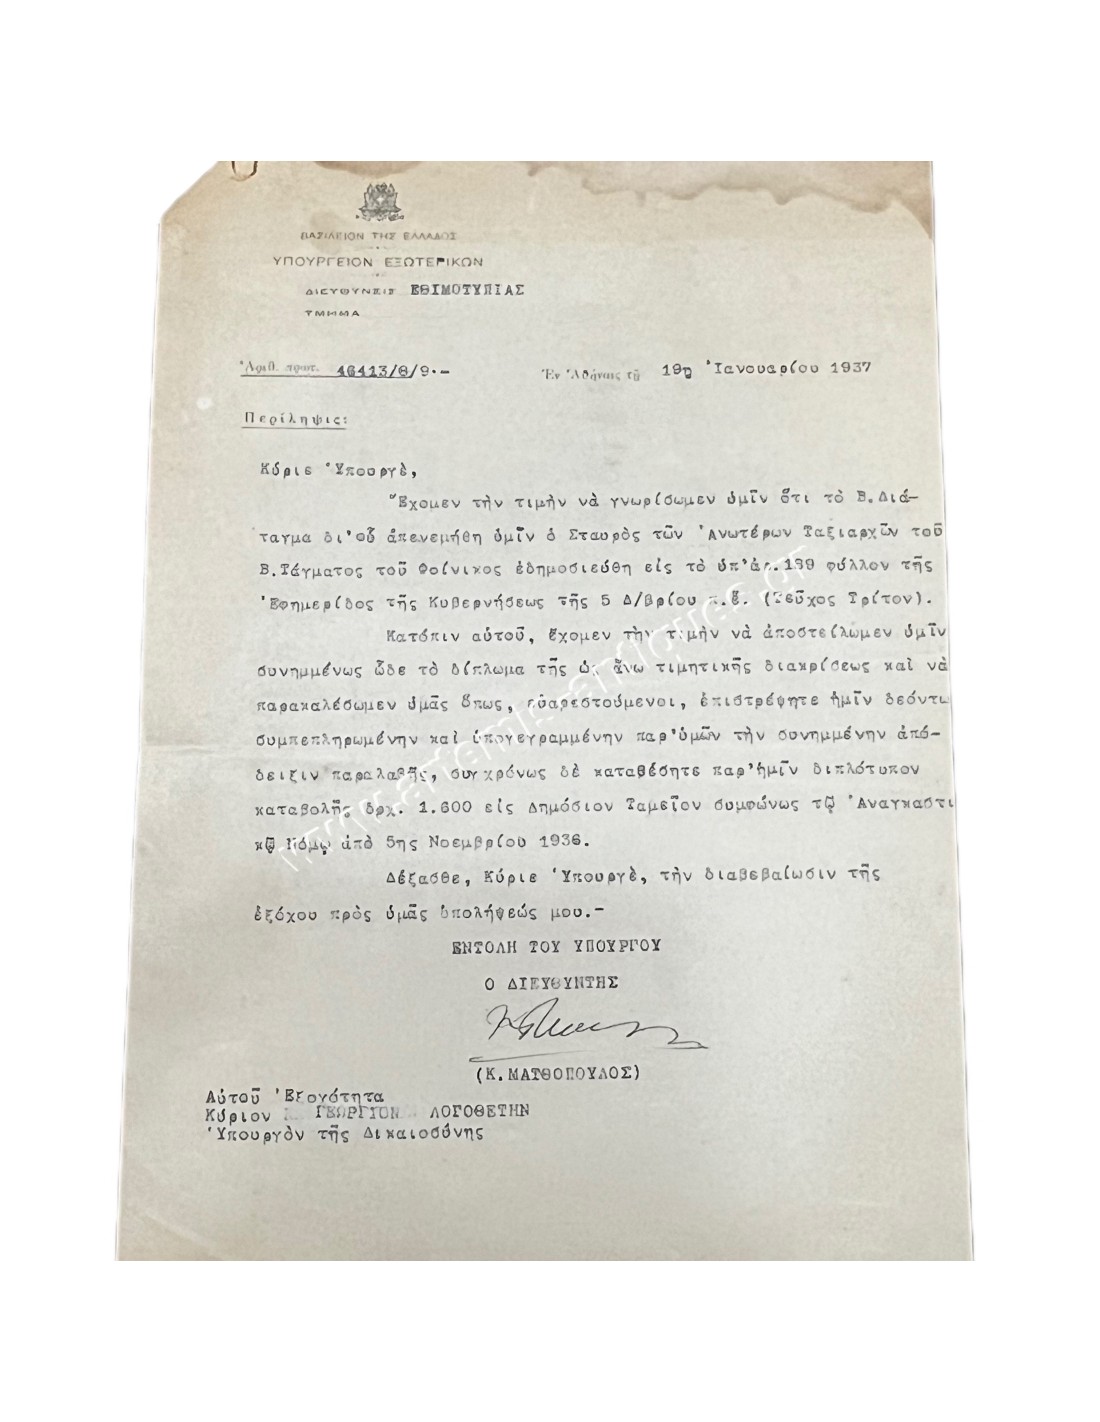 ΒΑΣΙΛΕΙΟΝ ΤΗΣ ΕΛΛΑΔΟΣ
ΥΠΟΥΡΓΕΙΟΝ ΕΞΩΤΕΡΙΚΩΝ
ΔΙΕΥΘΥΝΣΙΣ ΕΘΙΜΟΤΥΠΙΑΣ
ΤΜΗΜΑ
Ἀριθ. πρωτ. 46413/Θ/9.- Ἐν Ἀθήναις τῇ 19ῃ Ἰανουαρίου 1937
Περίληψις:
Κύριε Ὑπουργὲ,
Ἔχομεν τὴν τιμὴν νὰ γνωρίσωμεν ὑμῖν ὅτι τὸ Β.Διά-
ταγμα δι'οὗ ἀπενεμήθη ὑμῖν ὁ Σταυρὸς τῶν Ἀνωτέρων Ταξιαρχῶν τοῦ
Β.Τάγματος τοῦ Φοίνικος ἐδημοσιεύθη εἰς τὸ ὑπ'ἀρ.139 φύλλον τῆς
Ἐφημερίδος τῆς Κυβερνήσεως τῆς 5 Δ/βρίου π.ἔ. (Τεῦχος Τρίτον).
Κατόπιν αὐτοῦ, ἔχομεν τὴν τιμὴν νὰ ἀποστείλωμεν ὑμῖν
συνημμένως ὧδε τὸ δίπλωμα τῆς ὡς ἄνω τιμητικῆς διακρίσεως καὶ νὰ
παρακαλέσωμεν ὑμᾶς ὅπως, εὐαρεστούμενοι, ἐπιστρέψητε ἡμῖν δεόντω
συμπεπληρωμένην καὶ ὑπογεγραμμένην παρ'ὑμῶν τὴν συνημμένην ἀπό-
δειξιν παραλαβῆς, συγχρόνως δὲ καταθέσητε παρ'ἡμῖν διπλότυπον
καταβολῆς δρχ. 1.600 εἰς Δημόσιον Ταμεῖον συμφώνως τῷ Ἀναγκαστι
κῷ Νόμῳ ἀπὸ 5ης Νοεμβρίου 1936.
Δέξασθε, Κύριε Ὑπουργὲ, τὴν διαβεβαίωσιν τῆς
ἐξόχου πρὸς ὑμᾶς ὑπολήψεώς μου.-
ΕΝΤΟΛΗ ΤΟΥ ΥΠΟΥΡΓΟΥ
Ο ΔΙΕΥΘΥΝΤΗΣ
(Κ.ΜΑΤΘΟΠΟΥΛΟΣ)
Αὐτοῦ Ἐξοχότητα
Κύριον ΓΕΩΡΓΙΟΝ ΛΟΓΟΘΕΤΗΝ
Ὑπουργὸν τῆς Δικαιοσύνης